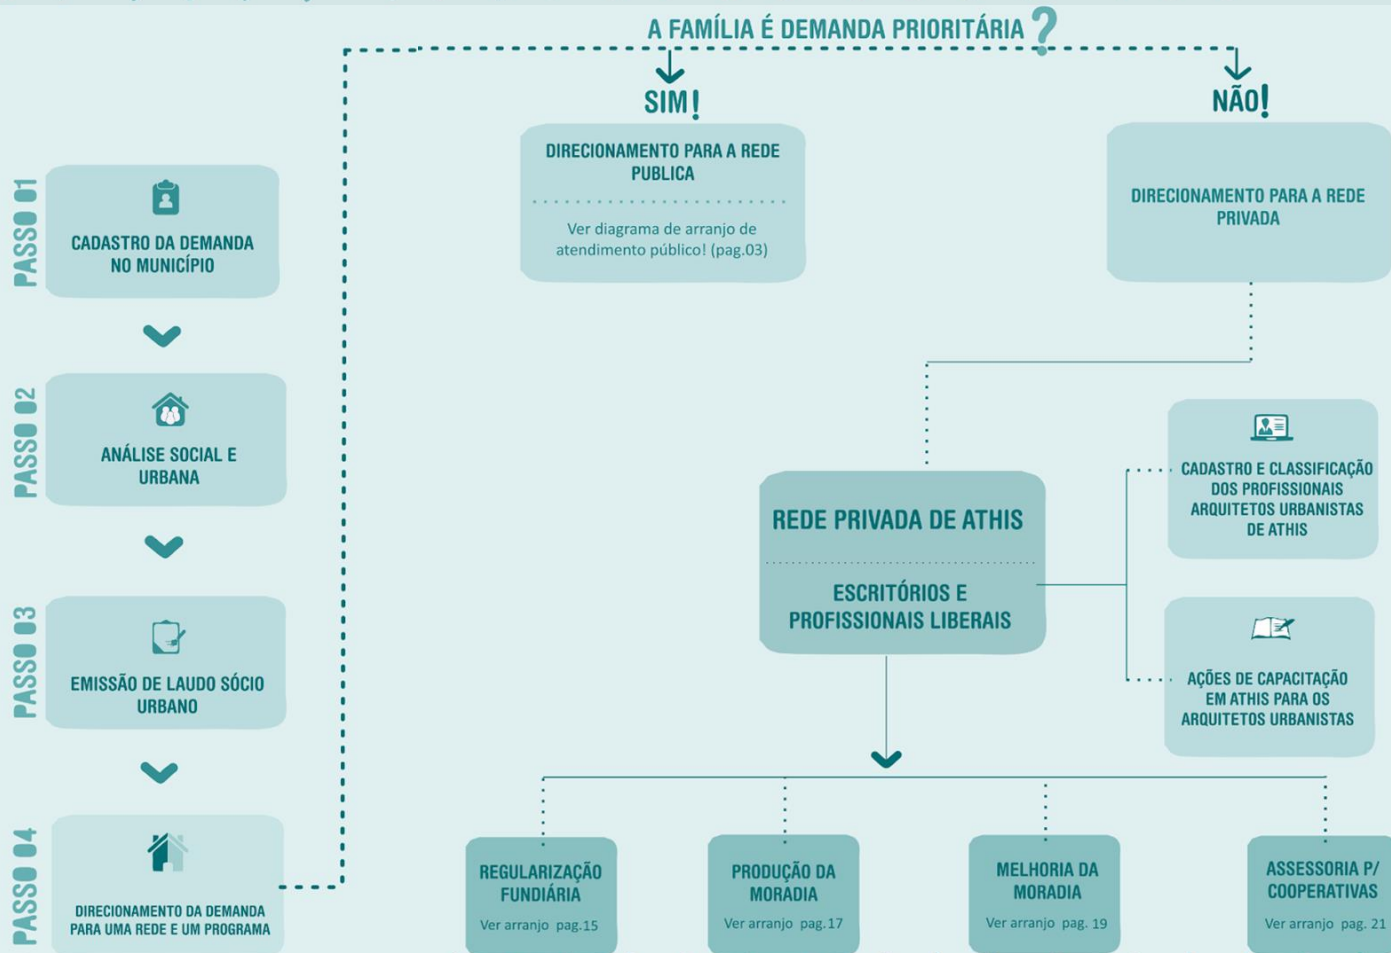 A FAMÍLIA É DEMANDA PRIORITÁRIA ?
SIM!
NÃO!
DIRECIONAMENTO PARA A REDE
PUBLICA
Ver diagrama de arranjo de
atendimento público! (pag.03)
DIRECIONAMENTO PARA A REDE
PRIVADA
PASSO 01
CADASTRO DA DEMANDA
NO MUNICÍPIO
PASSO 02
ANÁLISE SOCIAL E
URBANA
PASSO 03
EMISSÃO DE LAUDO SÓCIO
URBANO
PASSO 04
DIRECIONAMENTO DA DEMANDA
PARA UMA REDE E UM PROGRAMA
REDE PRIVADA DE ATHIS
ESCRITÓRIOS E
PROFISSIONAIS LIBERAIS
CADASTRO E CLASSIFICAÇÃO
DOS PROFISSIONAIS
ARQUITETOS URBANISTAS
DE ATHIS
AÇÕES DE CAPACITAÇÃO
EM ATHIS PARA OS
ARQUITETOS URBANISTAS
REGULARIZAÇÃO
FUNDIÁRIA
Ver arranjo pag.15
PRODUÇÃO DA
MORADIA
Ver arranjo pag.17
MELHORIA DA
MORADIA
Ver arranjo pag. 19
ASSESSORIA P/
COOPERATIVAS
Ver arranjo pag. 21